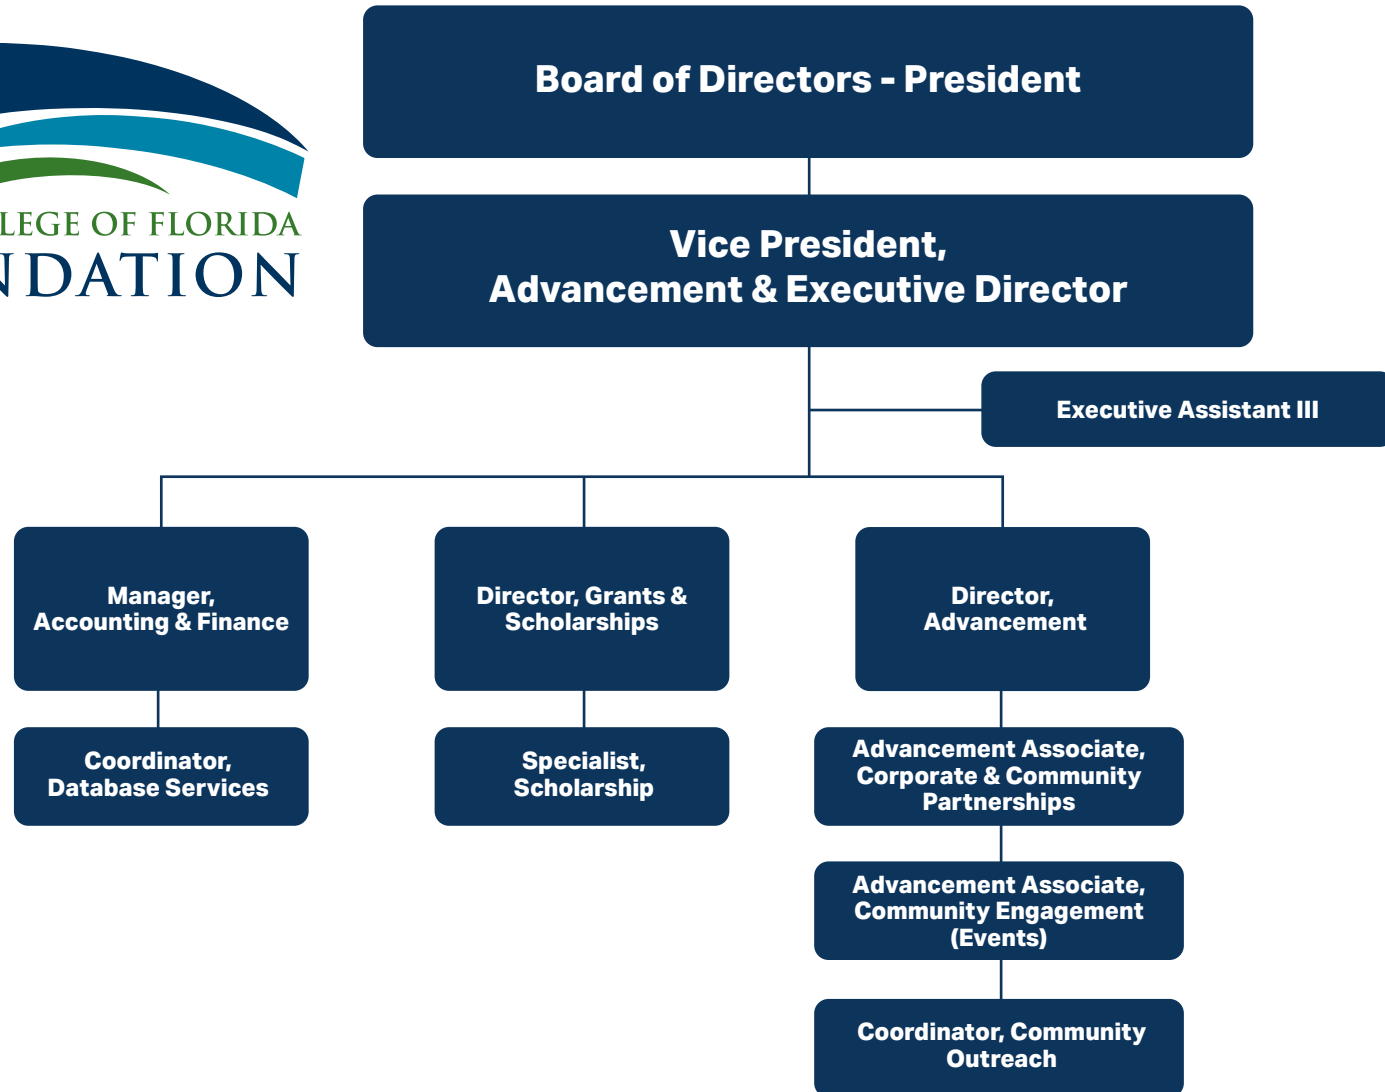 Board of Directors - President
OF FLORIDA
Vice President,
Advancement & Executive Director
Executive Assistant III
Manager,
Accounting & Finance
Director, Grants &
Scholarships
Director,
Advancement
Coordinator,
Database Services
Specialist,
Scholarship
Advancement Associate,
Corporate & Community
Partnerships
Advancement Associate,
Community Engagement
(Events)
Coordinator, Community
Outreach